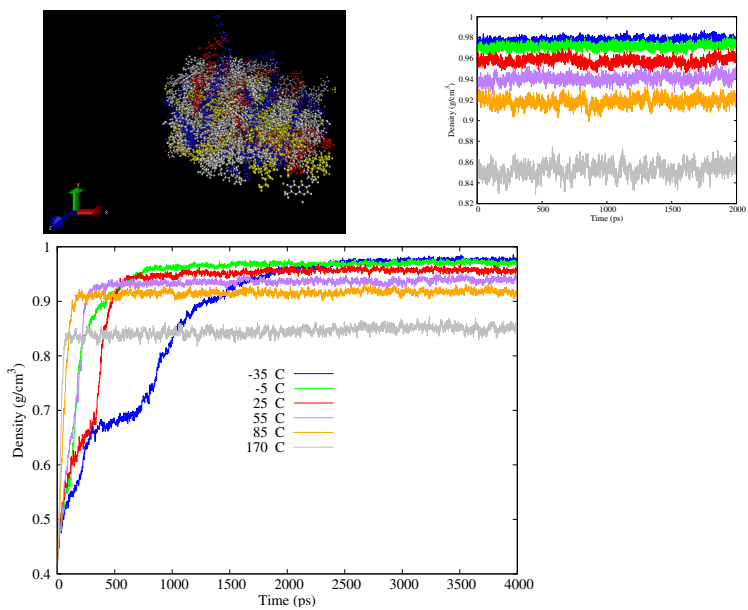 y
z
x
0.98
0.96
0.94
0.92
0.9
0.88
0.86
0.84
0.82
0
500
1000
1500
2000
Density (g/cm³)
Time (ps)
1
0.9
0.8
0.7
0.6
0.5
0.4
0
500
1000
1500
2000
2500
3000
3500
4000
Density (g/cm³)
Time (ps)
-35 C
-5 C
25 C
55 C
85 C
170 C